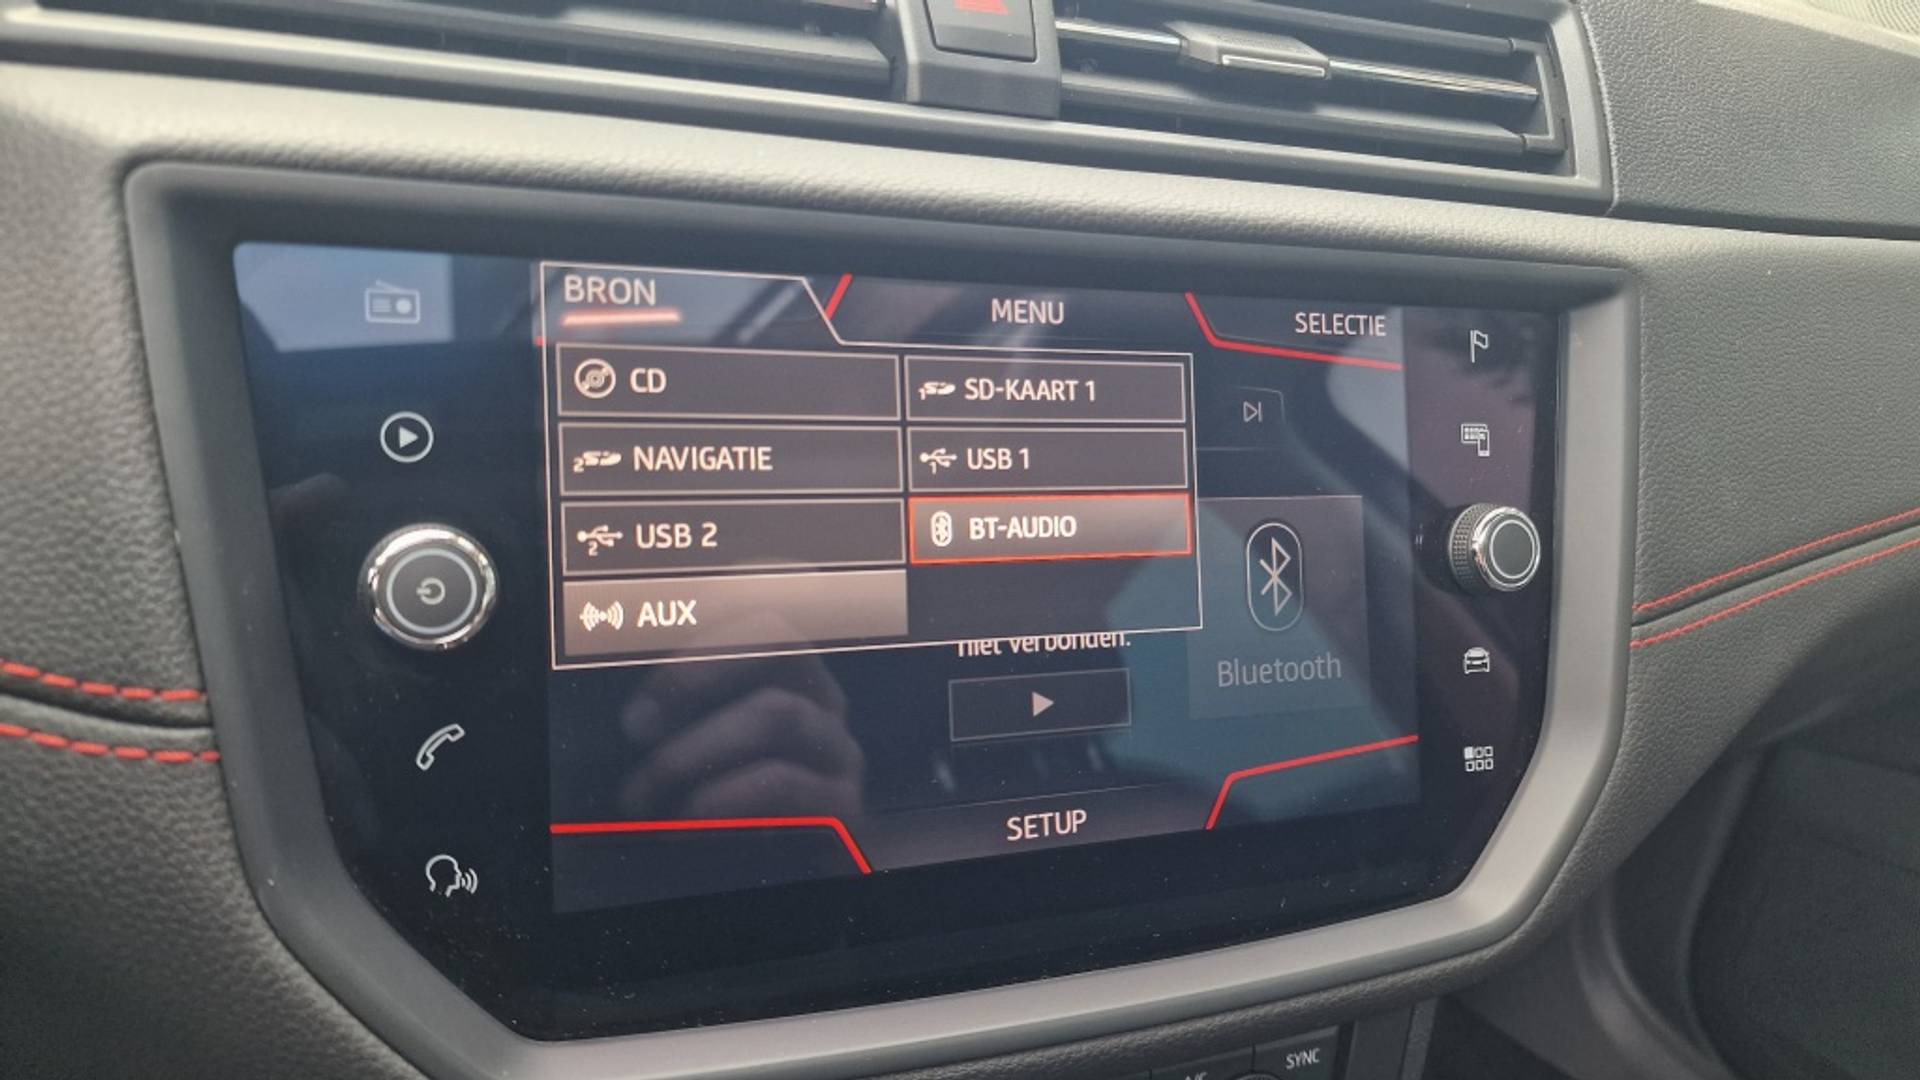 BRON
MENU
SELECTIE
CD
SD-KAART 1
NAVIGATIE
USB 1
USB 2
BT-AUDIO
AUX
niet verbonden.
Bluetooth
SETUP
SYNC
A/C